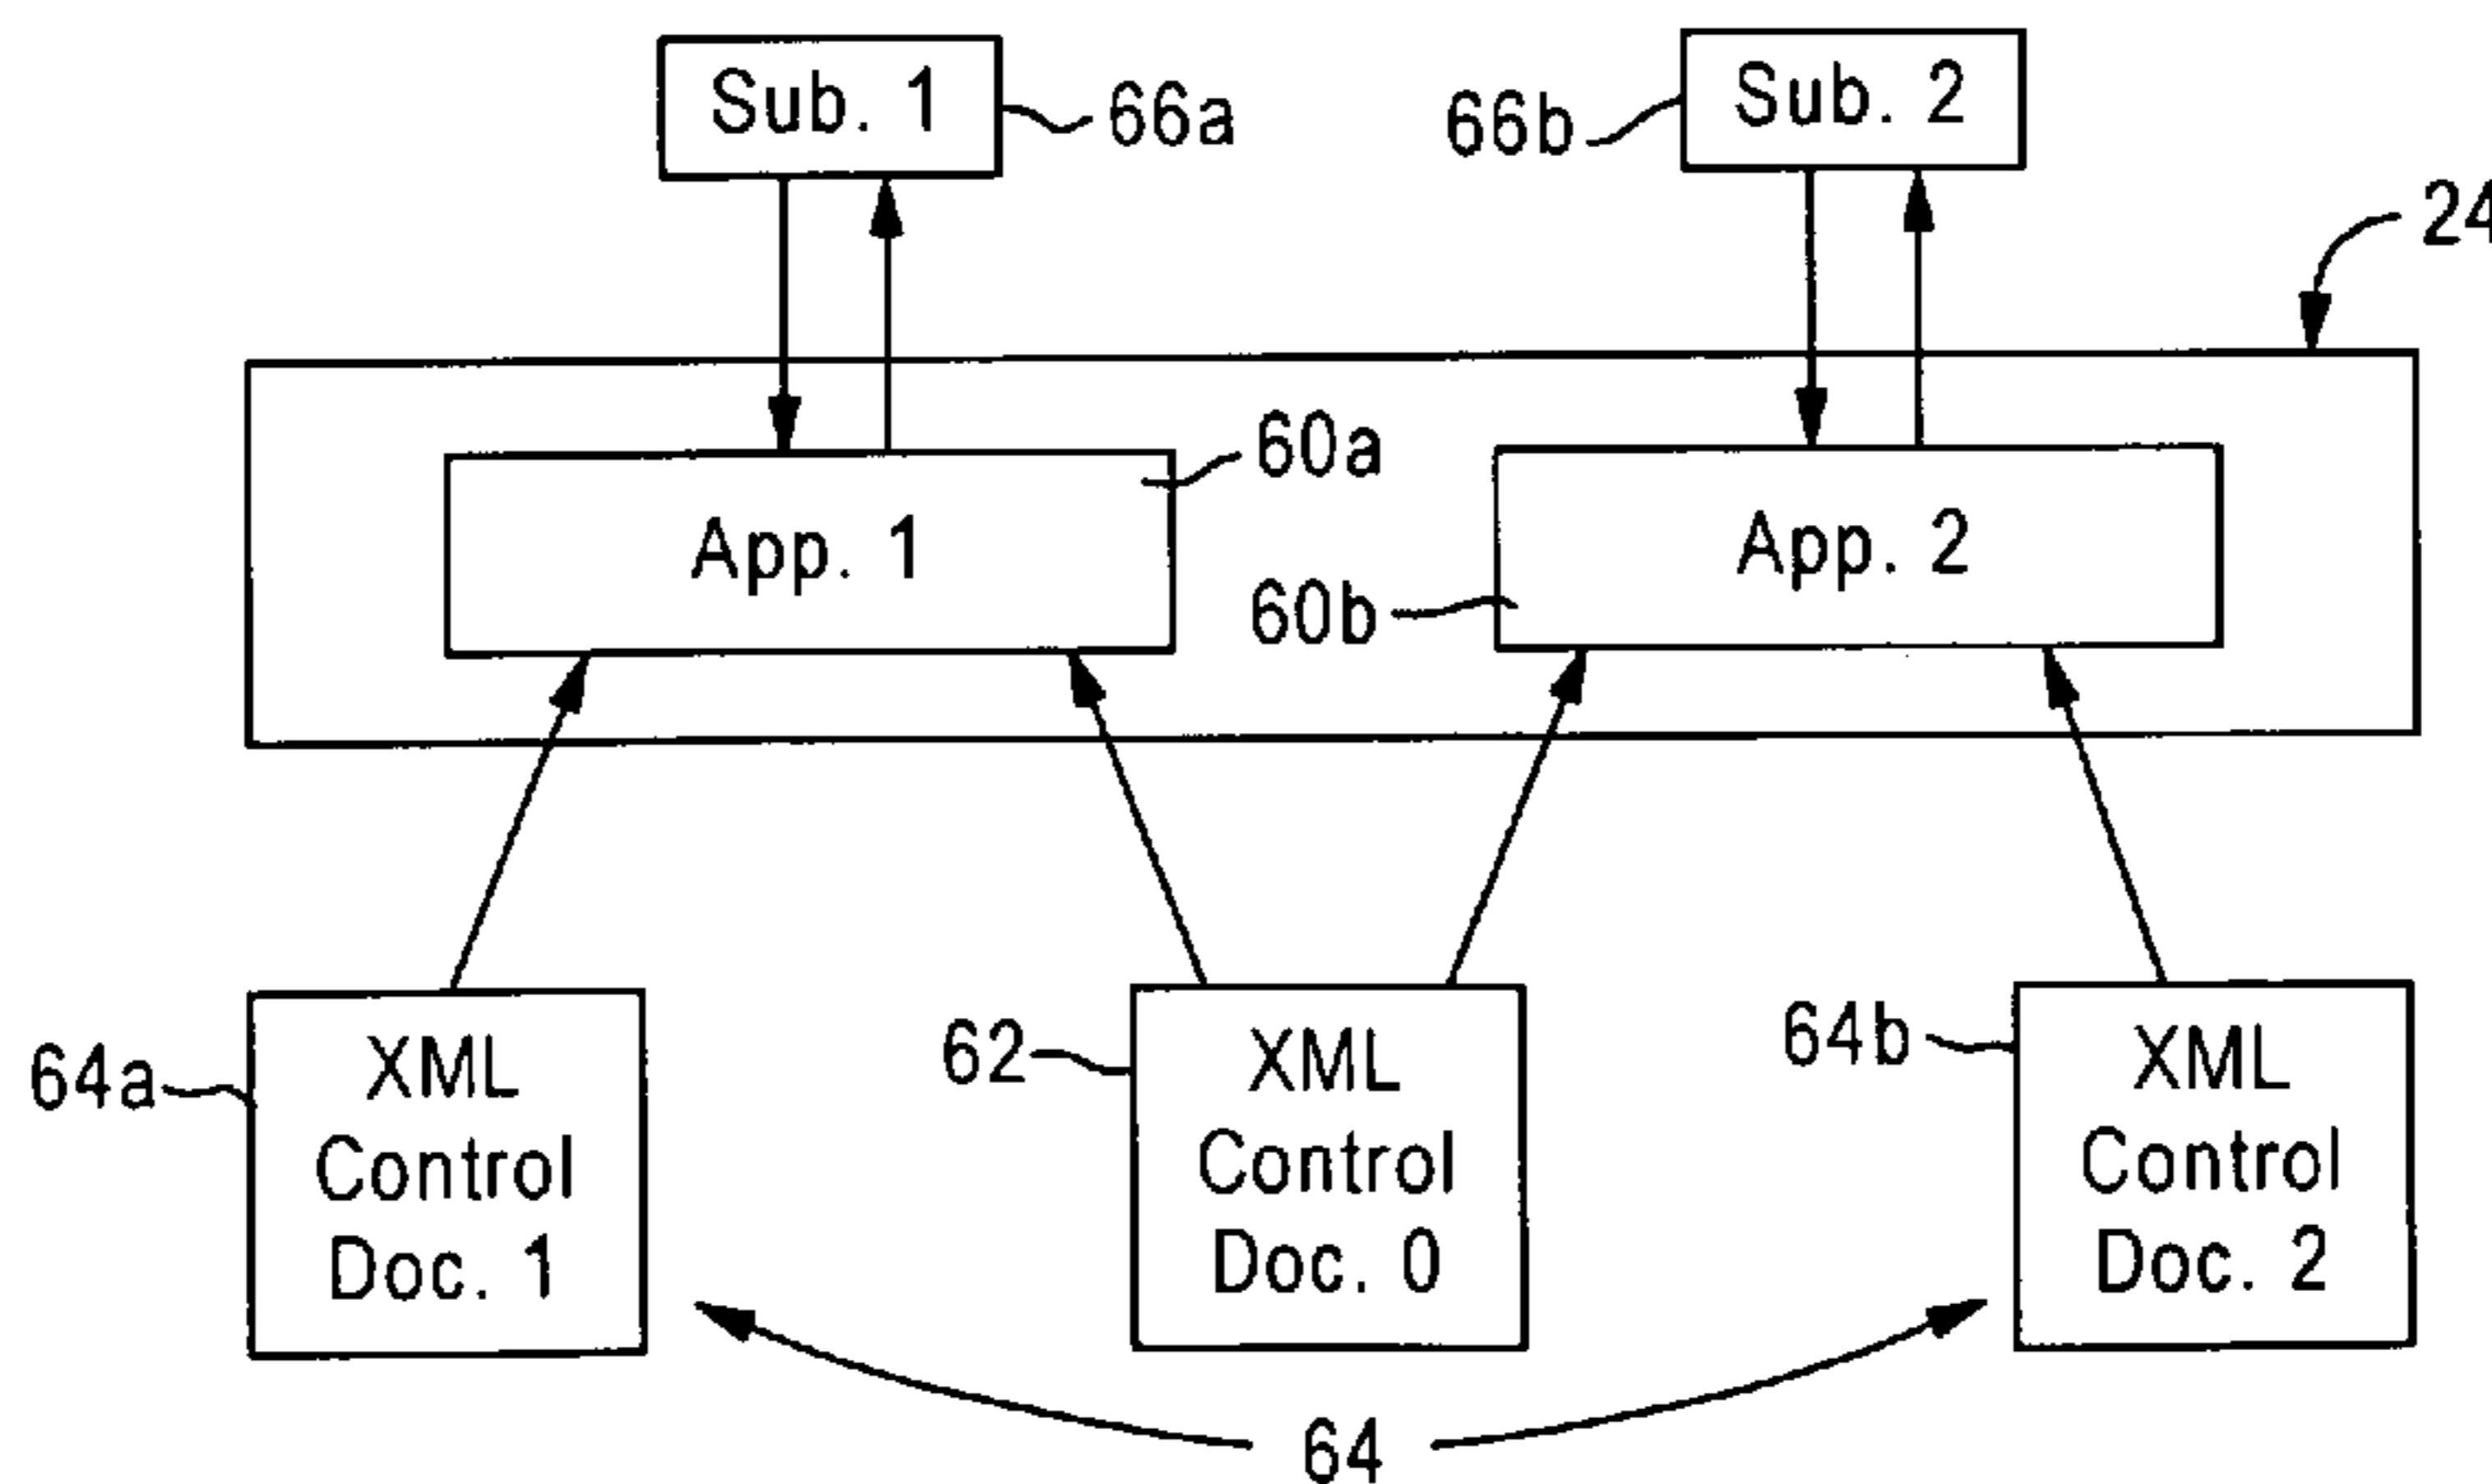 Sub. 1
66a
66b
Sub. 2
24
60a
App. 1
60b
App. 2
64a
XML
Control
Doc. 1
62
XML
Control
Doc. 0
64b
XML
Control
Doc. 2
64